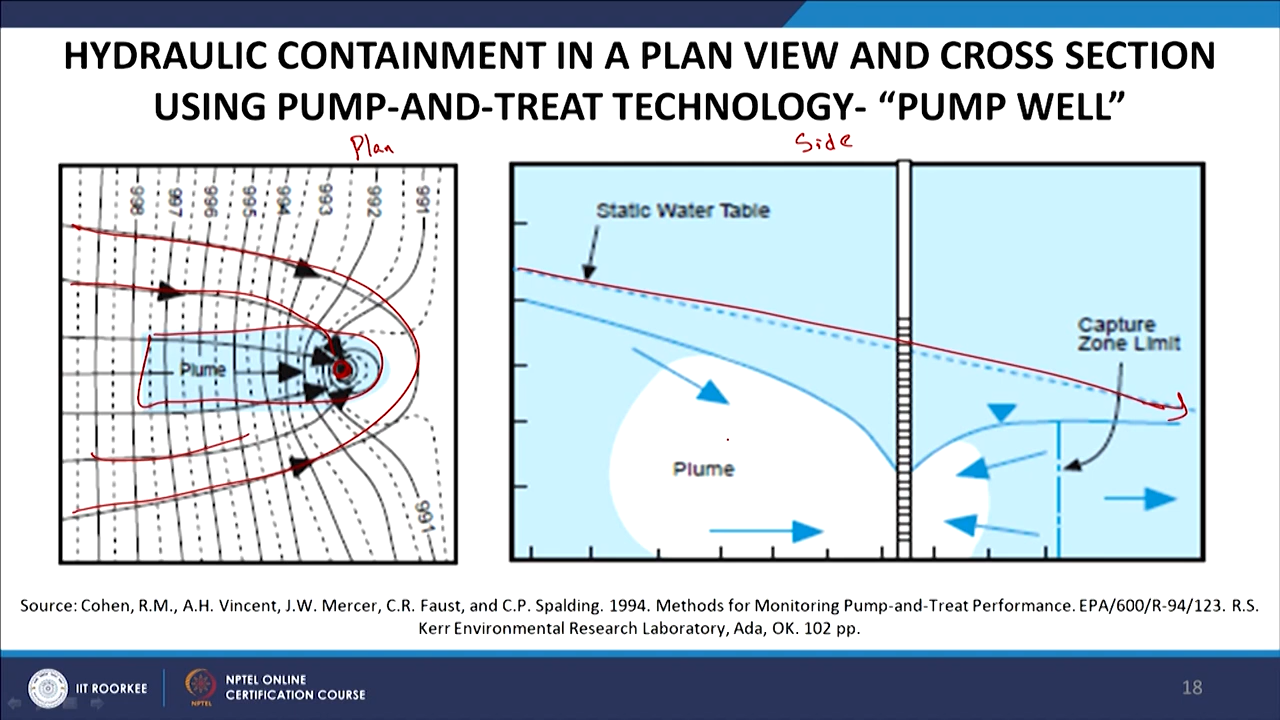 HYDRAULIC CONTAINMENT IN A PLAN VIEW AND CROSS SECTION
USING PUMP-AND-TREAT TECHNOLOGY- “PUMP WELL”
Plan
Side
998 997 996 995 994 993 992 991
Plume
991
Static Water Table
Capture
Zone Limit
Plume
Source: Cohen, R.M., A.H. Vincent, J.W. Mercer, C.R. Faust, and C.P. Spalding. 1994. Methods for Monitoring Pump-and-Treat Performance. EPA/600/R-94/123. R.S.
Kerr Environmental Research Laboratory, Ada, OK. 102 pp.
IIT ROORKEE
NPTEL
NPTEL ONLINE
CERTIFICATION COURSE
18